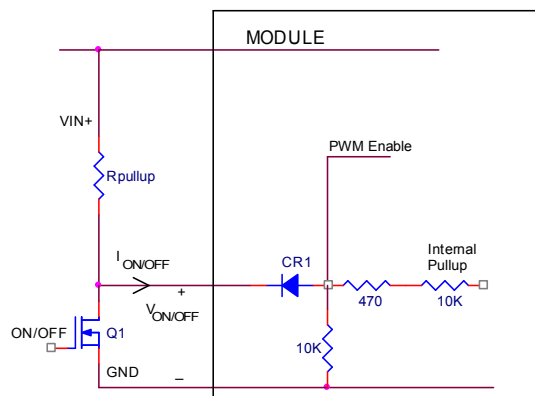 MODULE
VIN+
PWM Enable
Rpullup
I ON/OFF
CR1
Internal
Pullup
+
V ON/OFF
470
10K
ON/OFF
Q1
10K
GND
_